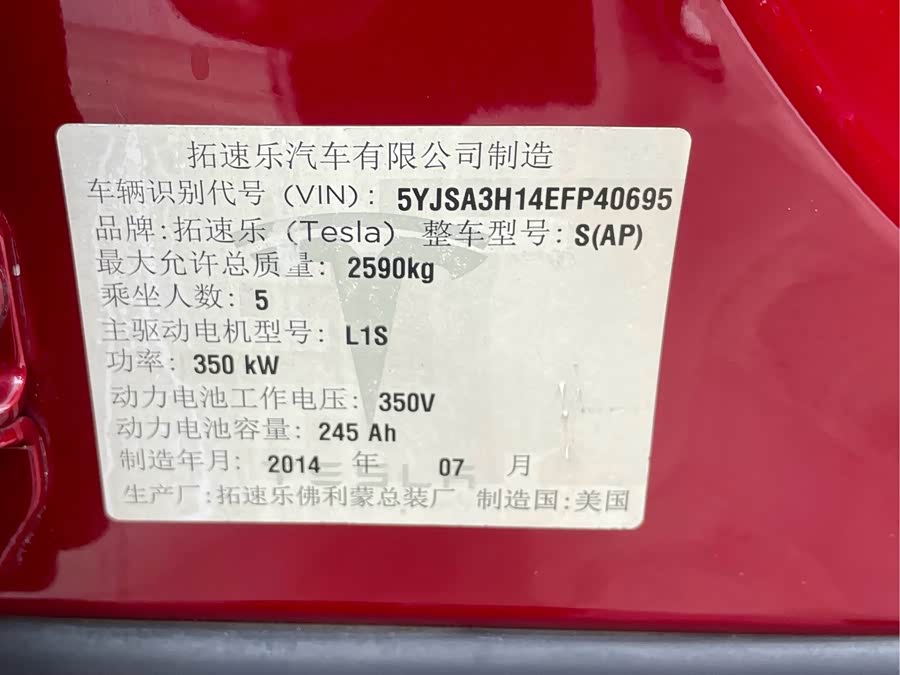 拓速乐汽车有限公司制造
车辆识别代号 (VIN): 5YJSA3H14EFP40695
品牌:拓速乐 (Tesla) 整车型号: S(AP)
最大允许总质量: 2590kg
乘坐人数: 5
主驱动电机型号: L1S
功率: 350 kW
动力电池工作电压: 350V
动力电池容量: 245 Ah
制造年月: 2014 年 07 月
TESLA
生产厂:拓速乐佛利蒙总装厂 制造国:美国